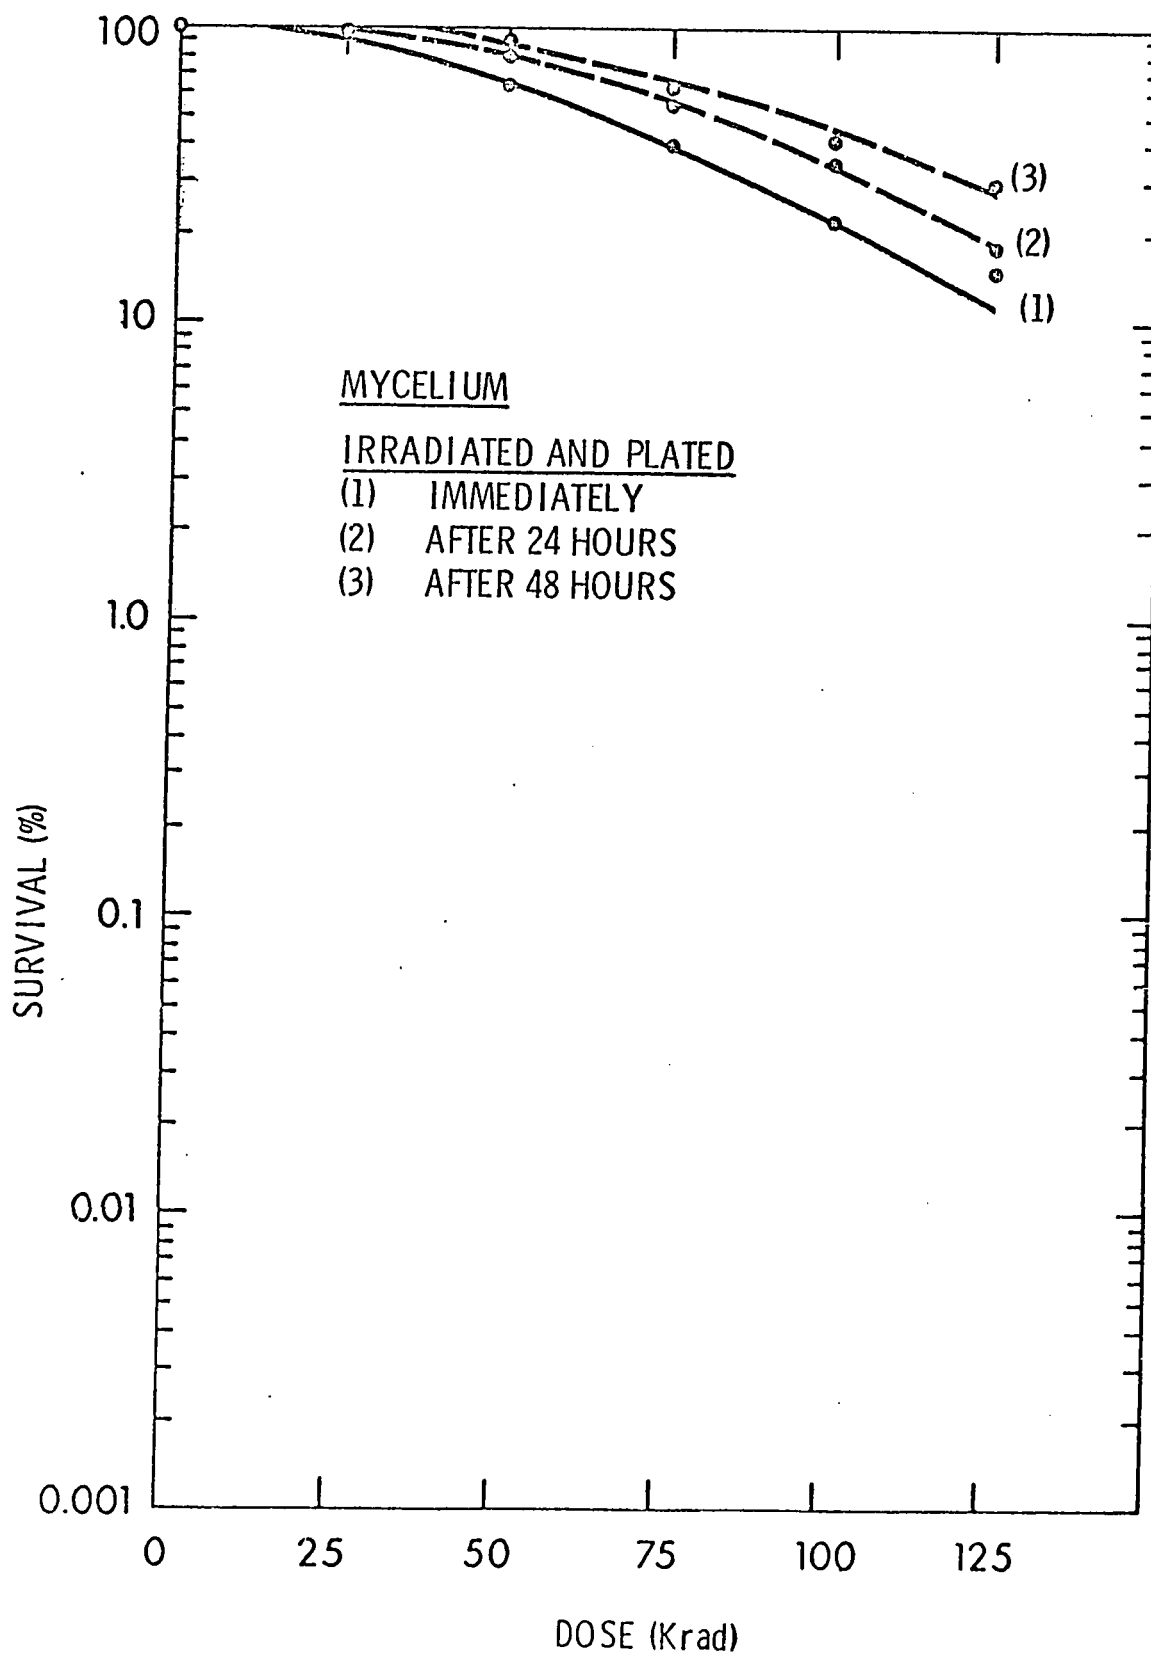 100
(3)
(2)
(1)
10
MYCELIUM
IRRADIATED AND PLATED
(1) IMMEDIATELY
(2) AFTER 24 HOURS
(3) AFTER 48 HOURS
1.0
SURVIVAL (%)
0.1
0.01
0.001
0 25 50 75 100 125
DOSE (Krad)